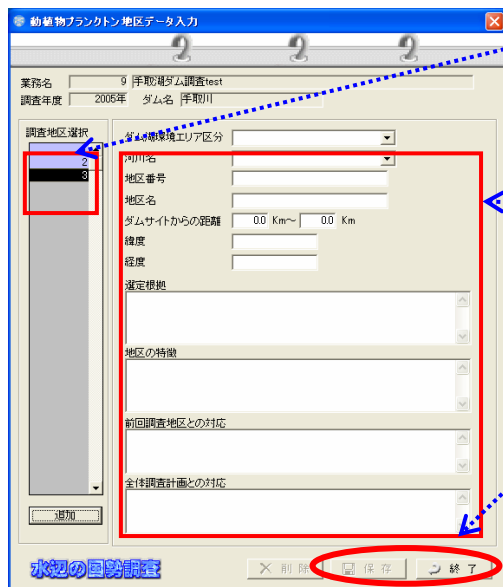 動植物プランクトン地区データ入力
業務名 9 手取湖ダム調査test
調査年度 2005年 ダム名 手取川
調査地区選択
2
3
追加
ダム湖環境エリア区分
河川名
地区番号
地区名
ダムサイトからの距離 0.0 Km～ 0.0 Km
緯度
経度
選定根拠
地区の特徴
前回調査地区との対応
全体調査計画との対応
水辺の国勢調査 削除 保存 終了